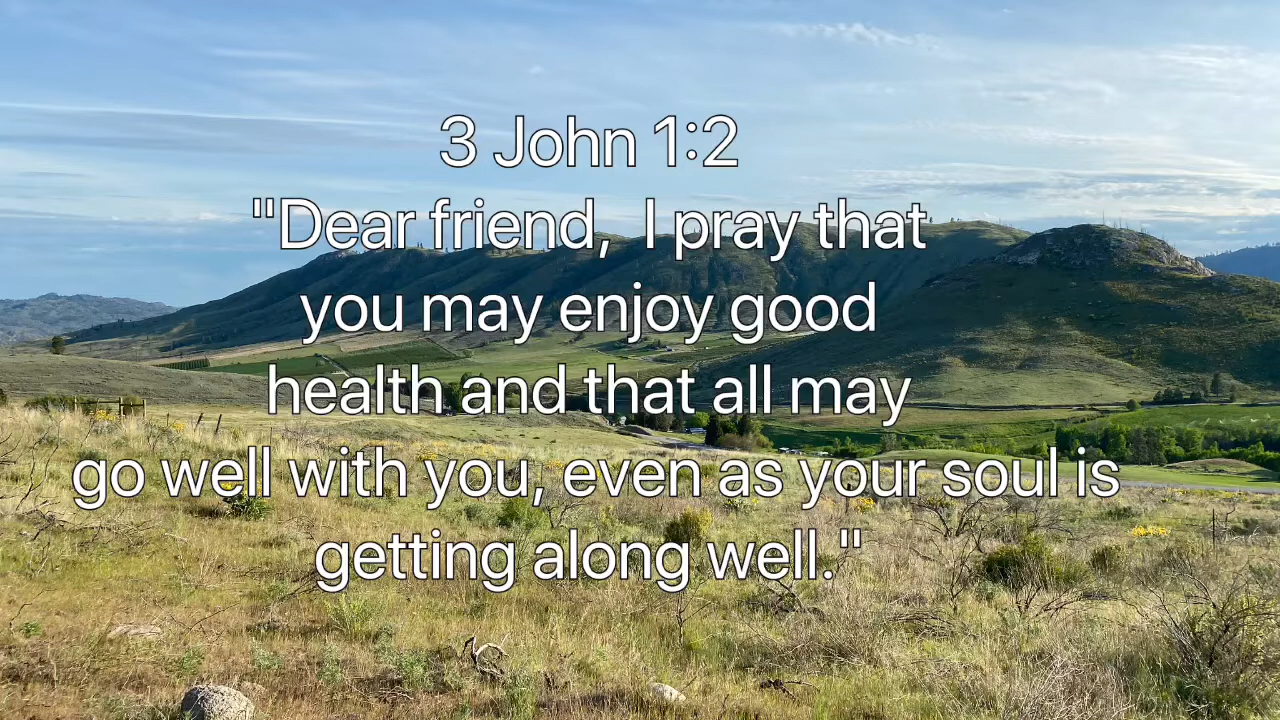 3 John 1:2
"Dear friend, I pray that
you may enjoy good
health and that all may
go well with you, even as your soul is
getting along well."